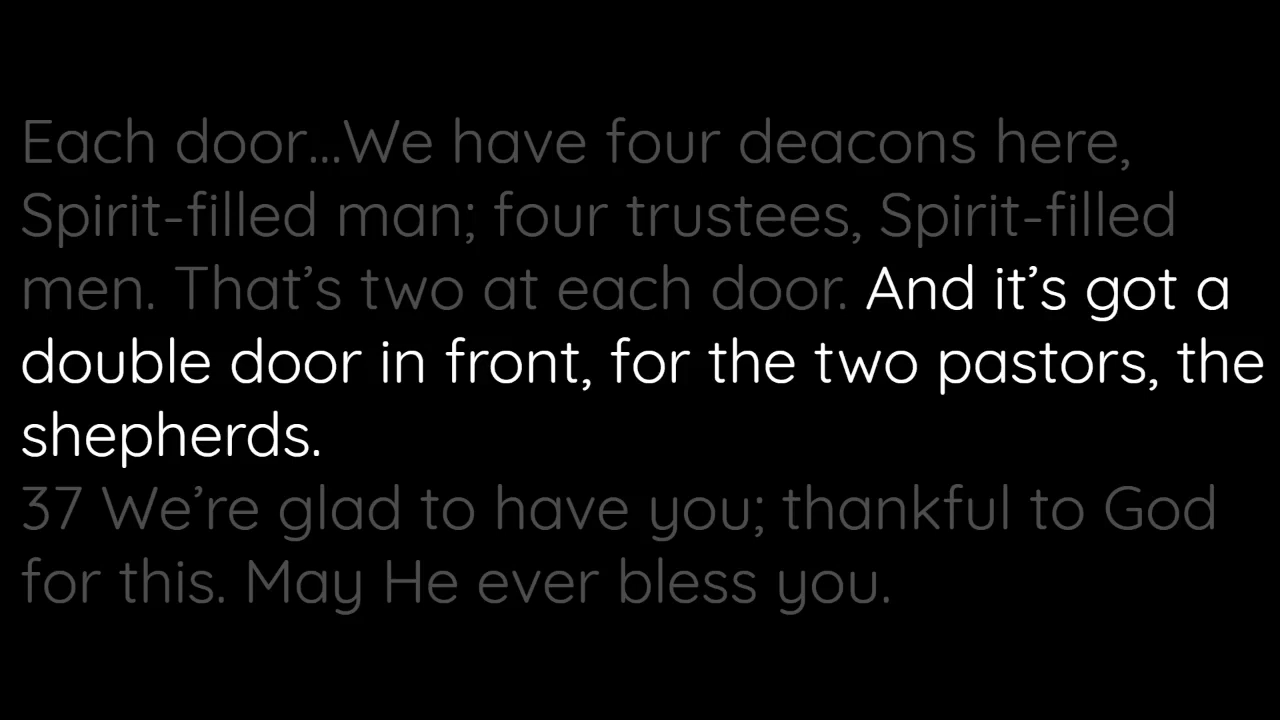 Each door...We have four deacons here,
Spirit-filled man; four trustees, Spirit-filled
men. That’s two at each door. And it’s got a
double door in front, for the two pastors, the
shepherds.
37 We’re glad to have you; thankful to God
for this. May He ever bless you.